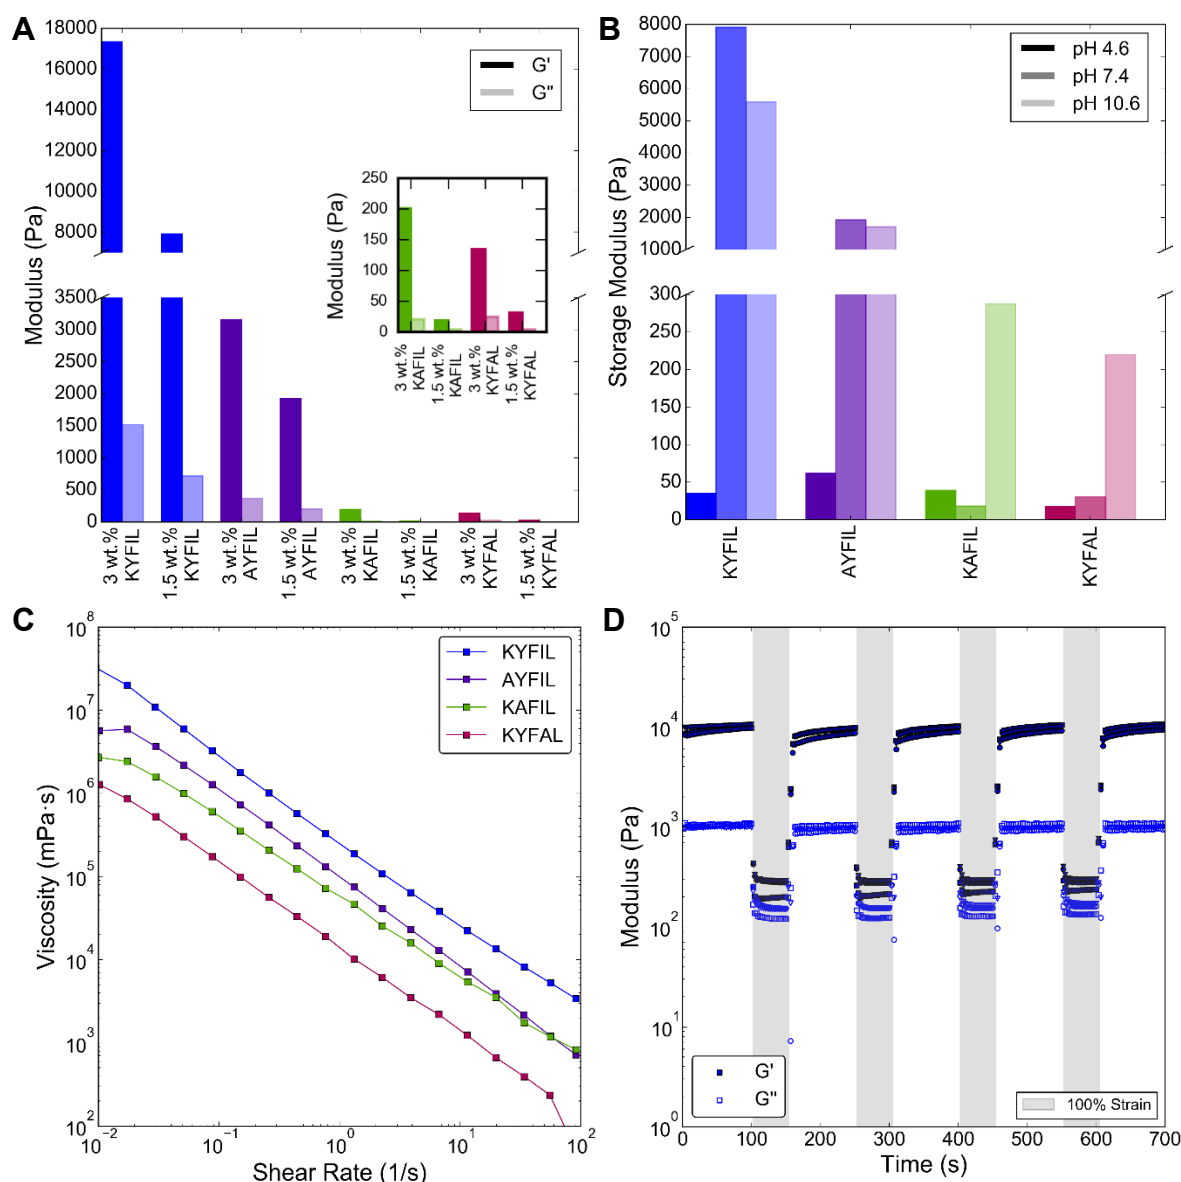 A
18000
16000
14000
12000
10000
8000
3500
3000
2500
2000
1500
1000
500
0
Modulus (Pa)
G'
G"
250
200
150
100
50
0
Modulus (Pa)
3 wt.% KAFIL
1.5 wt.% KAFIL
3 wt.% KYFAL
1.5 wt.% KYFAL
3 wt.% KYFIL
1.5 wt.% KYFIL
3 wt.% AYFIL
1.5 wt.% AYFIL
3 wt.% KAFIL
1.5 wt.% KAFIL
3 wt.% KYFAL
1.5 wt.% KYFAL
B
8000
7000
6000
5000
4000
3000
2000
1000
300
250
200
150
100
50
0
Storage Modulus (Pa)
pH 4.6
pH 7.4
pH 10.6
KYFIL
AYFIL
KAFIL
KYFAL
C
10^8
10^7
10^6
10^5
10^4
10^3
10^2
Viscosity (mPa·s)
KYFIL
AYFIL
KAFIL
KYFAL
10^−2 10^−1 10^0 10^1 10^2
Shear Rate (1/s)
D
10^5
10^4
10^3
10^2
10^1
10^0
Modulus (Pa)
G'
G"
100% Strain
0 100 200 300 400 500 600 700
Time (s)